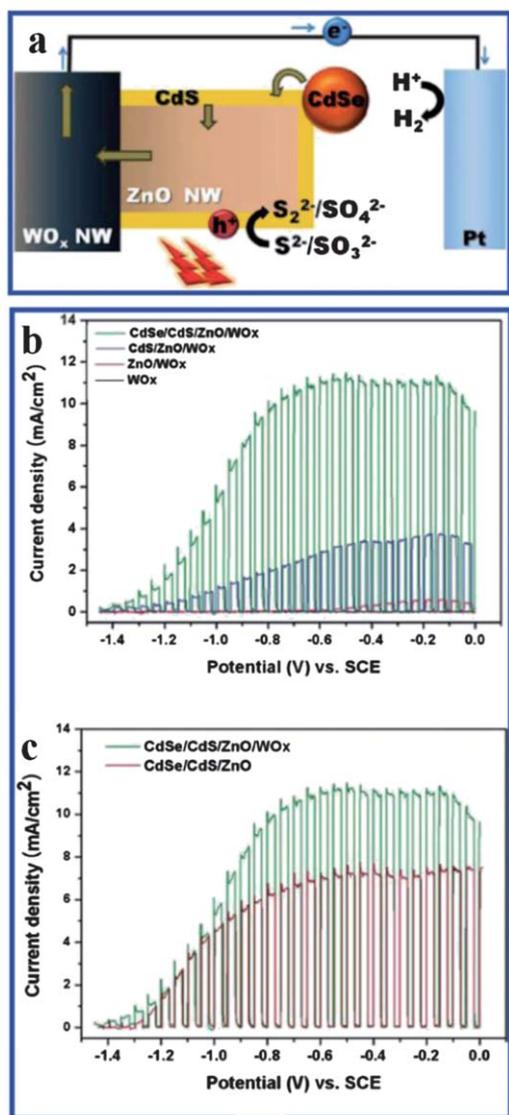 a
e⁻
CdS
CdSe
H⁺
H₂
ZnO NW
WOₓ NW
h⁺
S₂²⁻/SO₄²⁻
S²⁻/SO₃²⁻
Pt
b
14
12
10
8
6
4
2
0
Current density (mA/cm²)
CdSe/CdS/ZnO/WOx
CdS/ZnO/WOx
ZnO/WOx
WOx
-1.4 -1.2 -1.0 -0.8 -0.6 -0.4 -0.2 0.0
Potential (V) vs. SCE
c
14
12
10
8
6
4
2
0
Current density (mA/cm²)
CdSe/CdS/ZnO/WOx
CdSe/CdS/ZnO
-1.4 -1.2 -1.0 -0.8 -0.6 -0.4 -0.2 0.0
Potential (V) vs. SCE